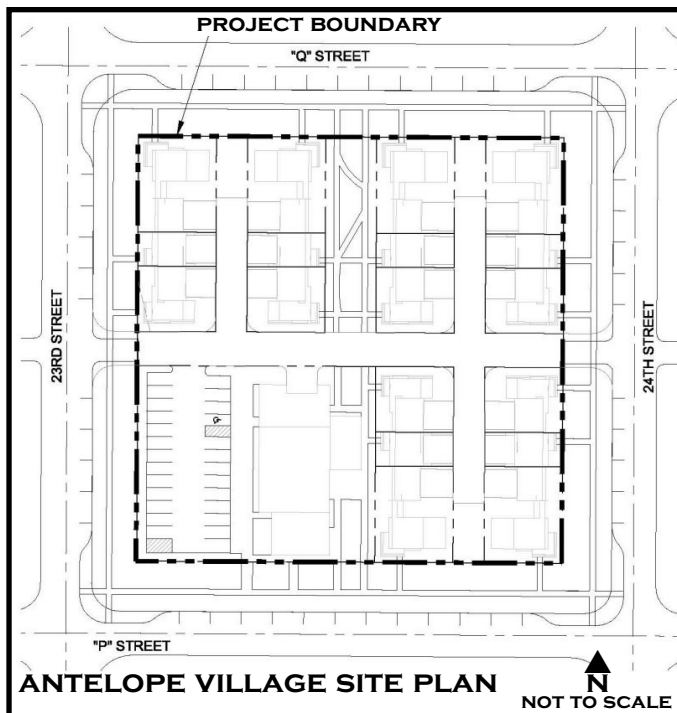 PROJECT BOUNDARY
"Q" STREET
23RD STREET
24TH STREET
"P" STREET
ANTELOPE VILLAGE SITE PLAN
N
NOT TO SCALE